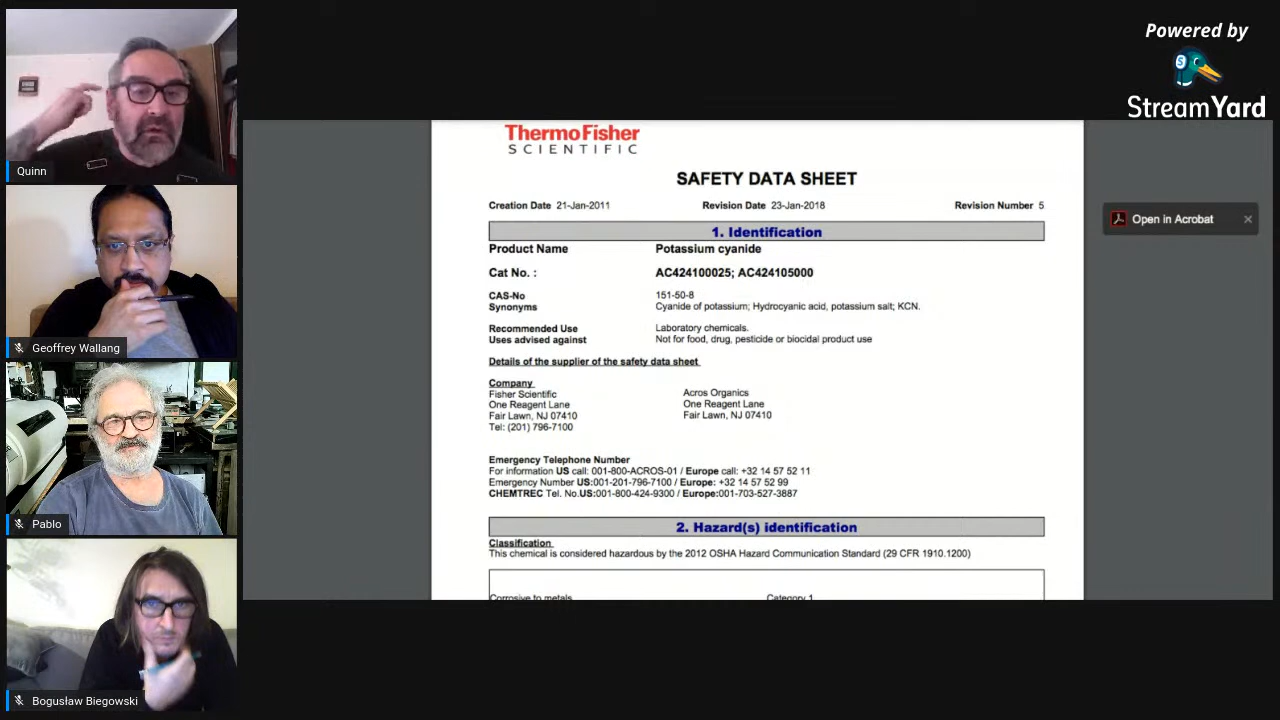 Powered by
StreamYard
Quinn
Geoffrey Wallang
Pablo
Bogusław Biegowski
ThermoFisher
SCIENTIFIC
SAFETY DATA SHEET
Creation Date 21-Jan-2011 Revision Date 23-Jan-2018 Revision Number 5
1. Identification
Product Name Potassium cyanide
Cat No. : AC424100025; AC424105000
CAS-No 151-50-8
Synonyms Cyanide of potassium; Hydrocyanic acid, potassium salt; KCN.
Recommended Use Laboratory chemicals.
Uses advised against Not for food, drug, pesticide or biocidal product use
Details of the supplier of the safety data sheet
Company
Fisher Scientific Acros Organics
One Reagent Lane One Reagent Lane
Fair Lawn, NJ 07410 Fair Lawn, NJ 07410
Tel: (201) 796-7100
Emergency Telephone Number
For information US call: 001-800-ACROS-01 / Europe call: +32 14 57 52 11
Emergency Number US:001-201-796-7100 / Europe: +32 14 57 52 99
CHEMTREC Tel. No.US:001-800-424-9300 / Europe:001-703-527-3887
2. Hazard(s) identification
Classification
This chemical is considered hazardous by the 2012 OSHA Hazard Communication Standard (29 CFR 1910.1200)
Corrosive to metals Category 1
Open in Acrobat